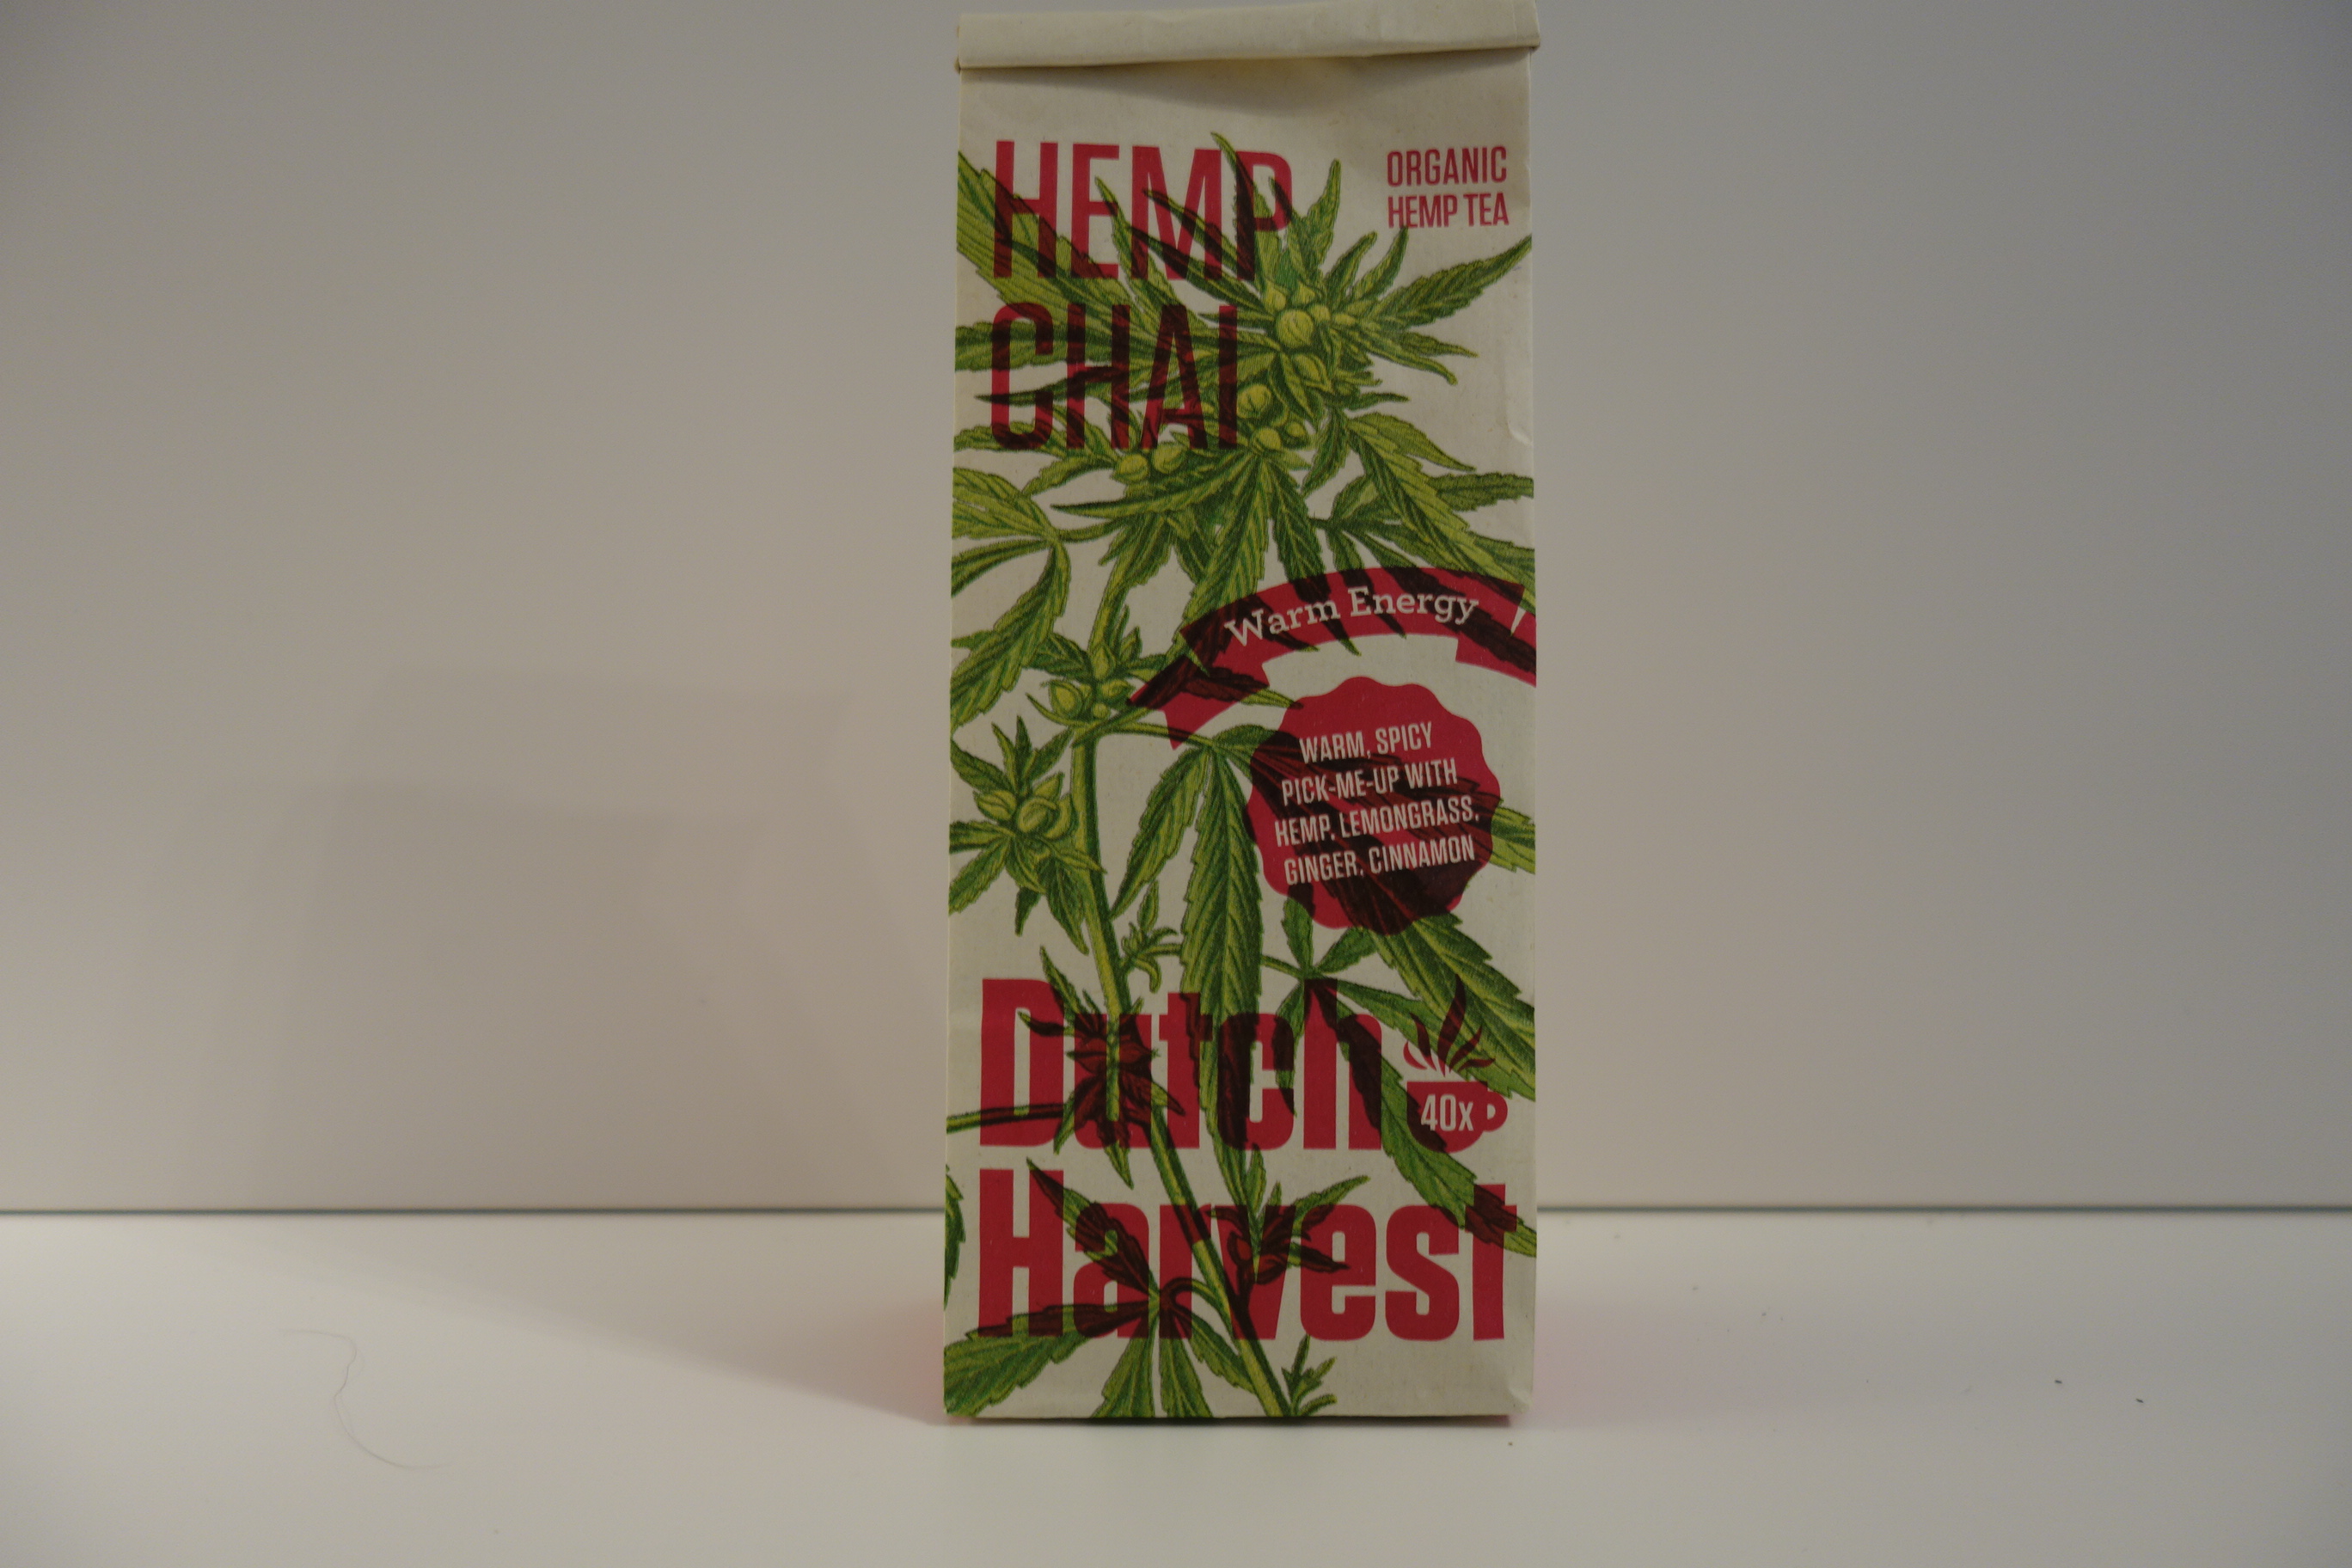 HEMP
CHAI
ORGANIC
HEMP TEA
Warm Energy
WARM, SPICY
PICK-ME-UP WITH
HEMP, LEMONGRASS,
GINGER, CINNAMON
Dutch
40x
Harvest